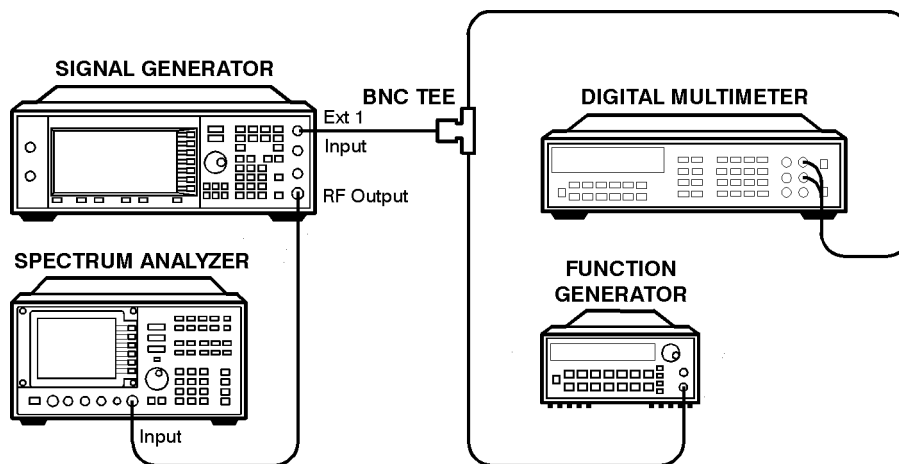 SIGNAL GENERATOR
Ext 1
Input
RF Output
BNC TEE
DIGITAL MULTIMETER
SPECTRUM ANALYZER
Input
FUNCTION
GENERATOR